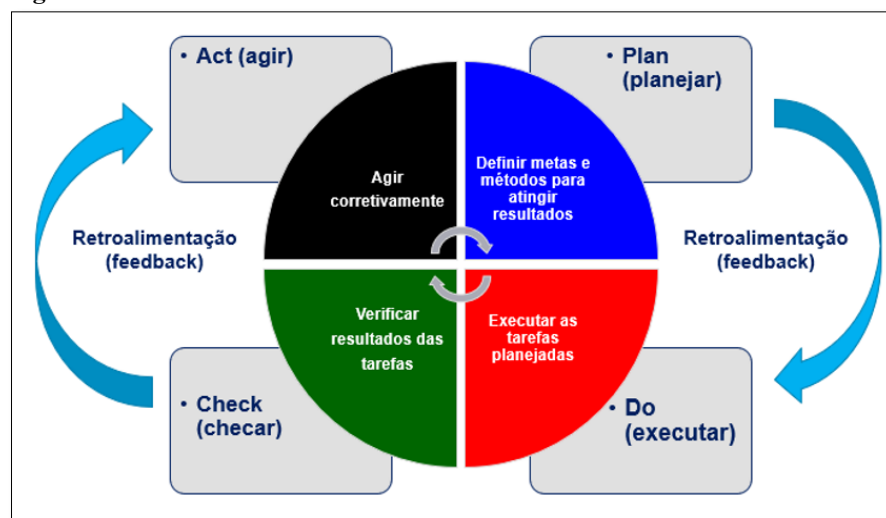 • Act (agir)
• Plan
(planejar)
Agir
corretivamente
Definir metas e
métodos para
atingir
resultados
Retroalimentação
(feedback)
Retroalimentação
(feedback)
Verificar
resultados das
tarefas
Executar as
tarefas
planejadas
• Check
(checar)
• Do
(executar)